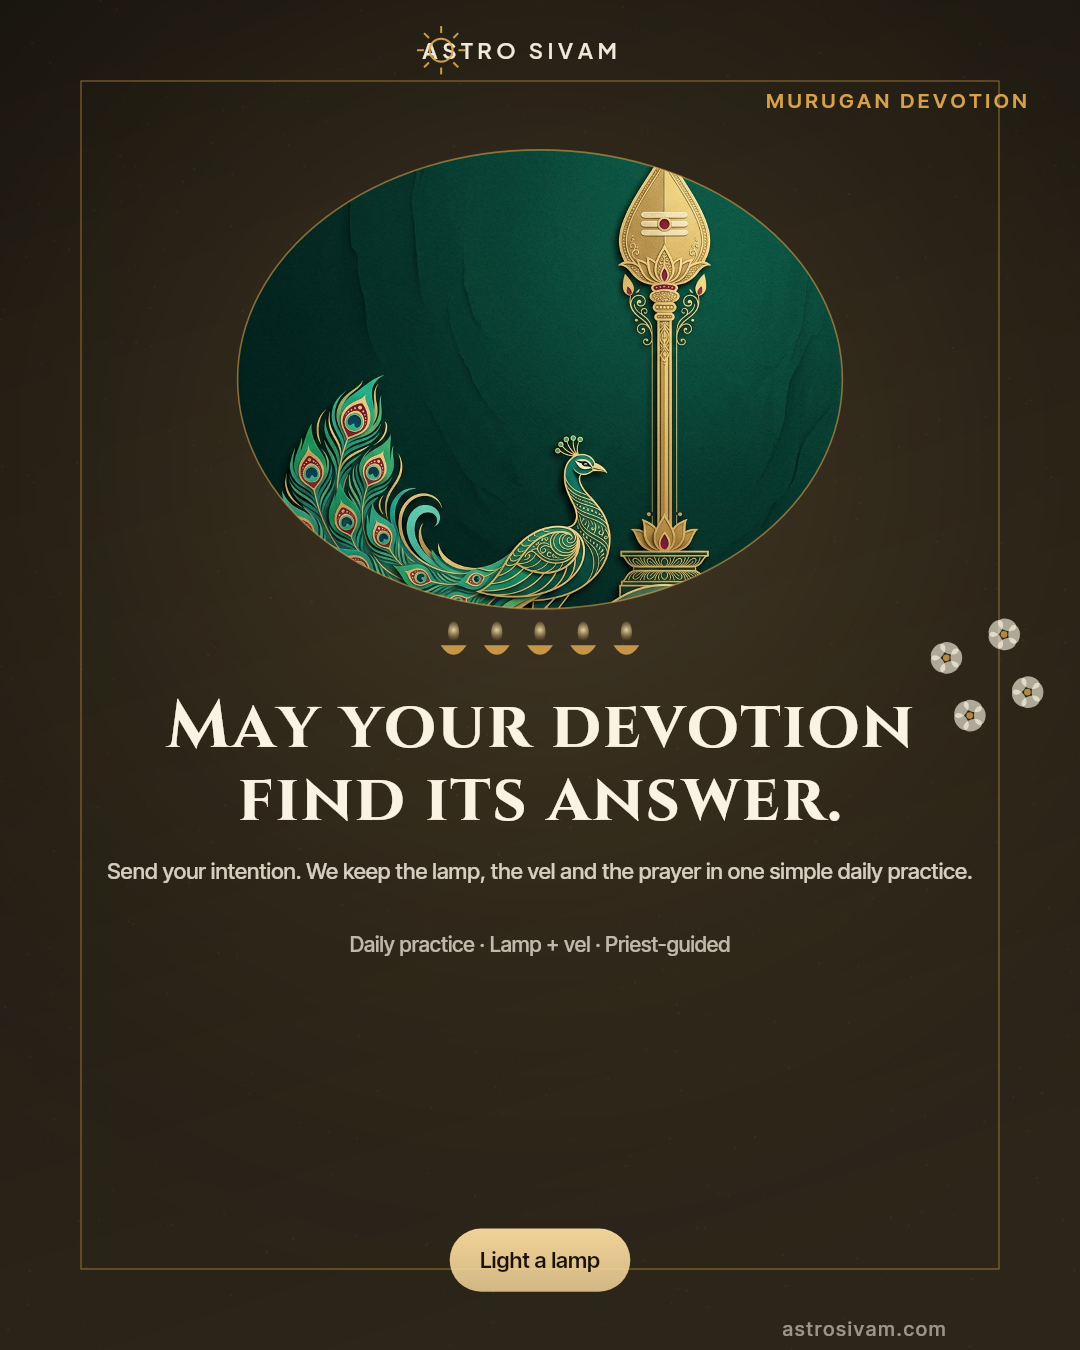 ASTRO SIVAM
MURUGAN DEVOTION
MAY YOUR DEVOTION
FIND ITS ANSWER.
Send your intention. We keep the lamp, the vel and the prayer in one simple daily practice.
Daily practice · Lamp + vel · Priest-guided
Light a lamp
astrosivam.com